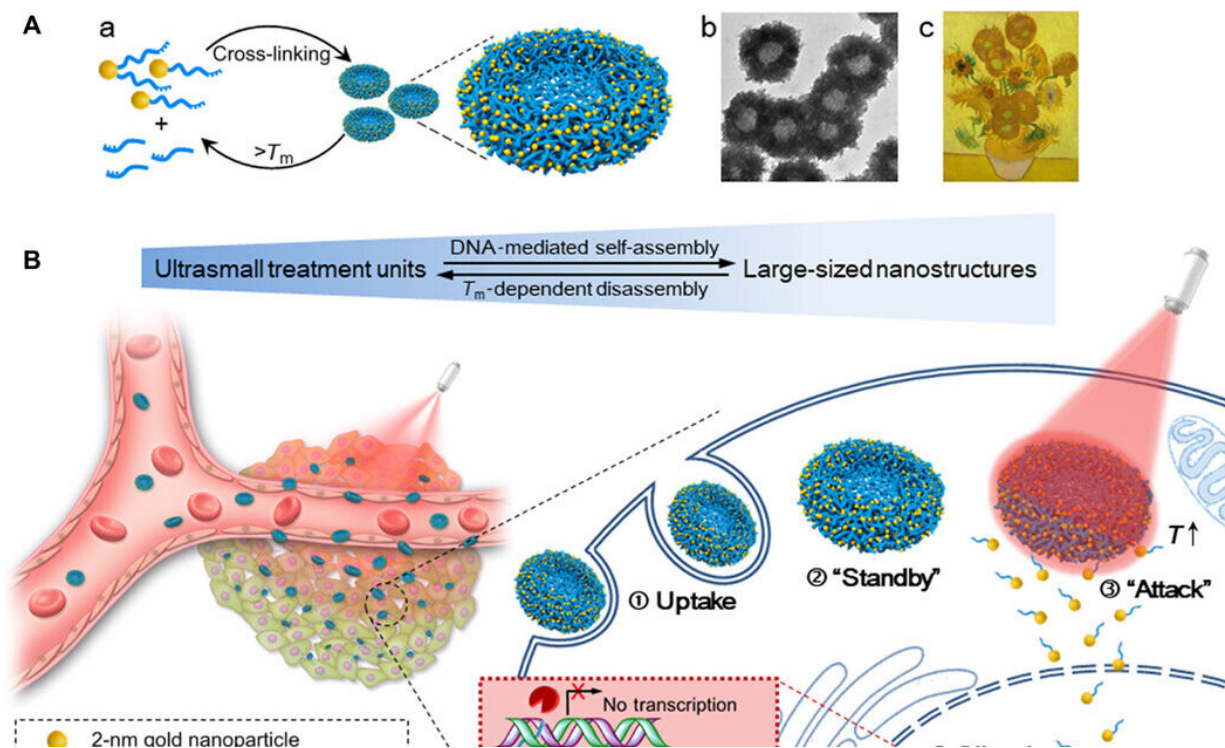 A
a
Cross-linking
+
>Tm
b
c
B
DNA-mediated self-assembly
Ultrasmall treatment units
Large-sized nanostructures
Tm-dependent disassembly
T ↑
② “Standby”
③ “Attack”
① Uptake
No transcription
2-nm gold nanoparticle